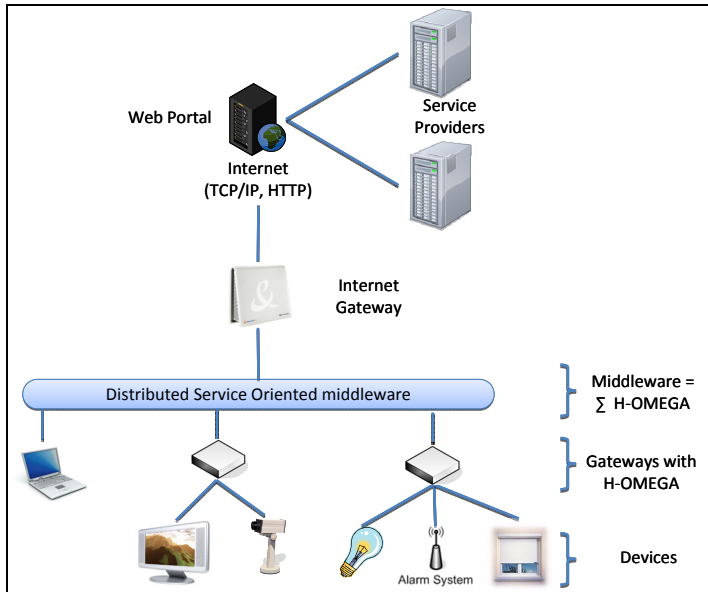 Web Portal
Service
Providers
Internet
(TCP/IP, HTTP)
Internet
Gateway
Distributed Service Oriented middleware
Middleware =
∑ H-OMEGA
Gateways with
H-OMEGA
Devices
Alarm System